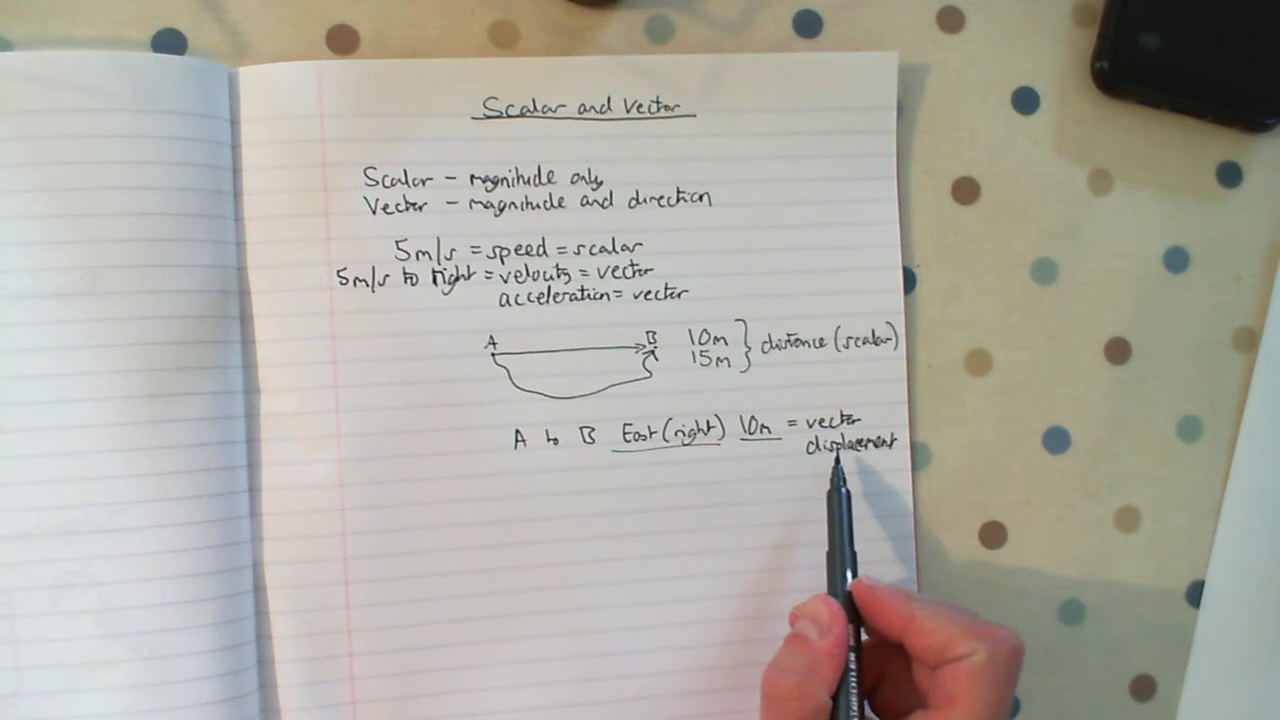 Scalar and Vector
Scalar – magnitude only
Vector – magnitude and direction
5m/s = speed = scalar
5m/s to right = velocity = vector
acceleration = vector
A B 10m } distance (scalar)
15m
A to B East (right) 10m = vector
displacement
STAEDTLER